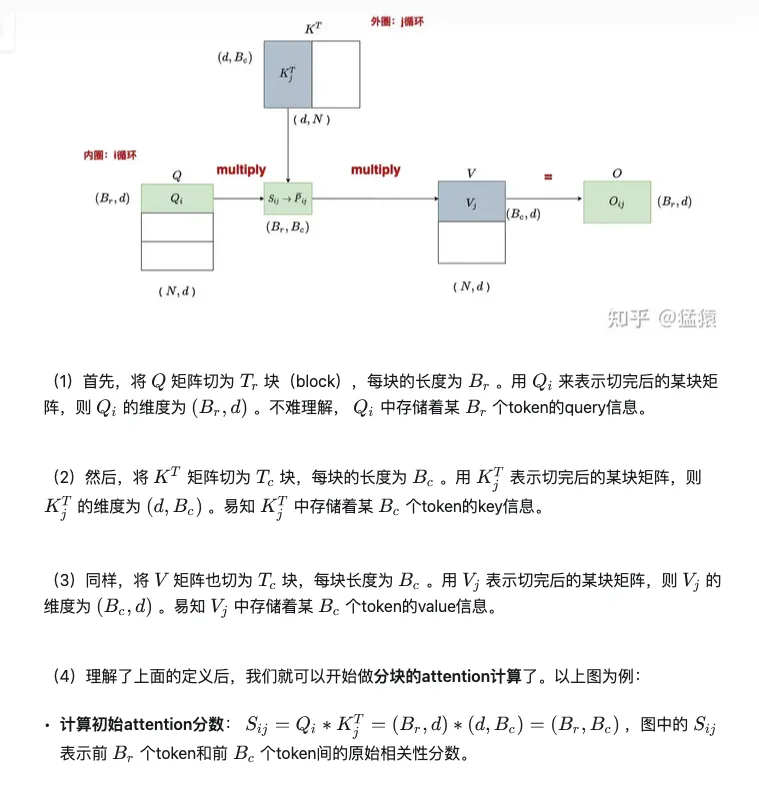 K^T
外圈：j循环
(d, B_c)
K_j^T
(d, N)
内圈：i循环
Q
multiply
multiply
V
=
O
(B_r, d)
Q_i
S_ij → P̃_ij
V_j
(B_c, d)
O_ij
(B_r, d)
(B_r, B_c)
(N, d)
(N, d)
知乎 @猛猿
（1）首先，将 Q 矩阵切为 T_r 块（block），每块的长度为 B_r 。用 Q_i 来表示切完后的某块矩
阵，则 Q_i 的维度为 (B_r, d) 。不难理解， Q_i 中存储着某 B_r 个token的query信息。
（2）然后，将 K^T 矩阵切为 T_c 块，每块的长度为 B_c 。用 K_j^T 表示切完后的某块矩阵，则
K_j^T 的维度为 (d, B_c) 。易知 K_j^T 中存储着某 B_c 个token的key信息。
（3）同样，将 V 矩阵也切为 T_c 块，每块长度为 B_c 。用 V_j 表示切完后的某块矩阵，则 V_j 的
维度为 (B_c, d) 。易知 V_j 中存储着某 B_c 个token的value信息。
（4）理解了上面的定义后，我们就可以开始做分块的attention计算了。以上图为例：
• 计算初始attention分数： S_ij = Q_i * K_j^T = (B_r, d) * (d, B_c) = (B_r, B_c) ，图中的 S_ij
表示前 B_r 个token和前 B_c 个token间的原始相关性分数。